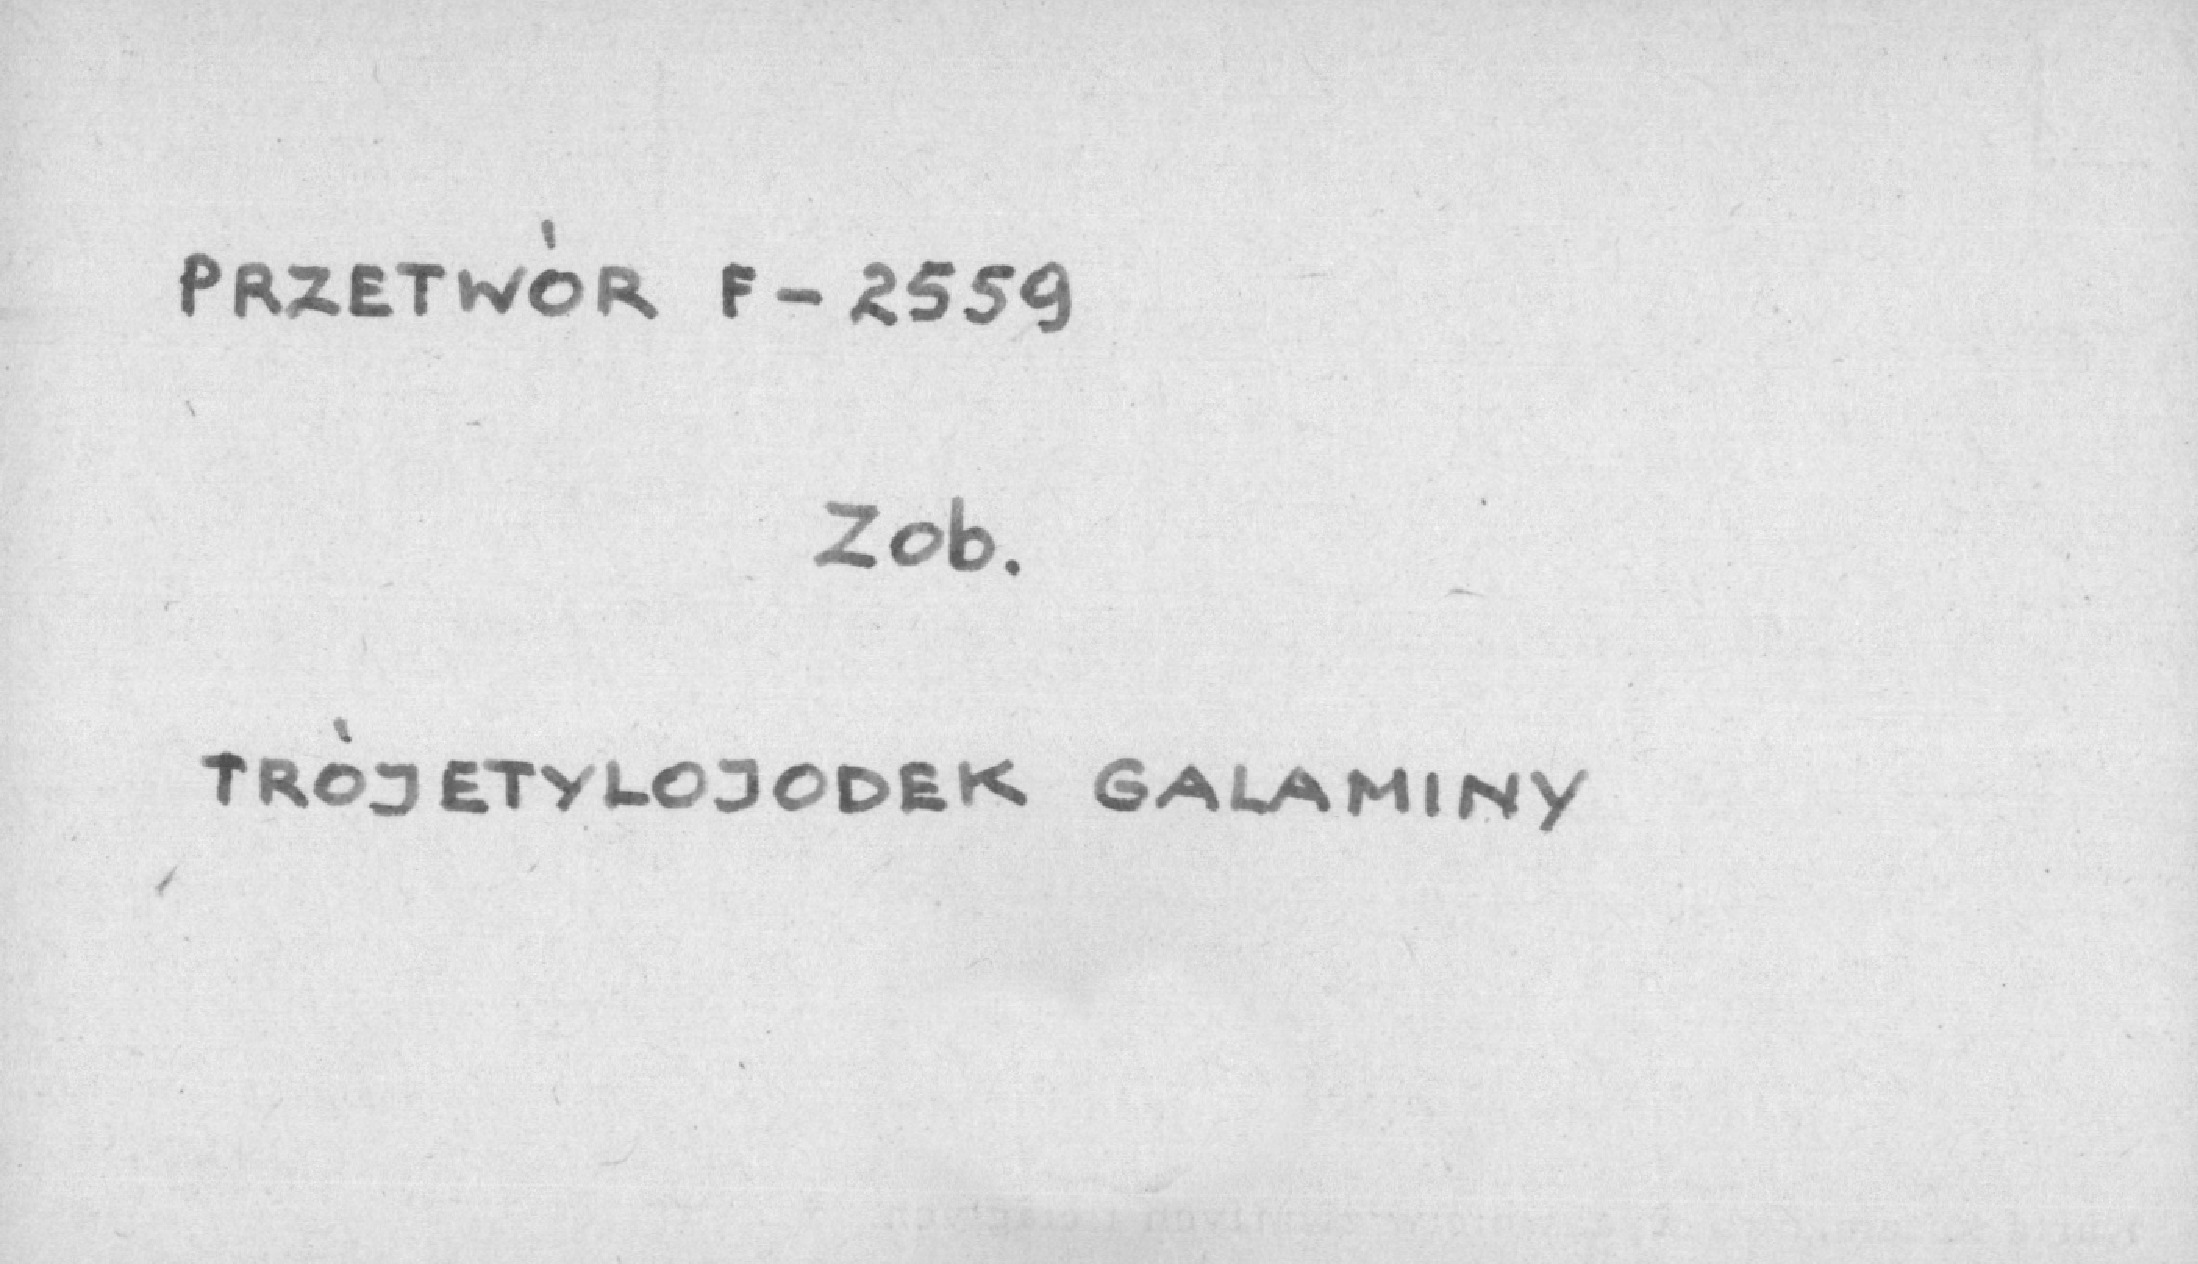 PRZETWÓR F-2559
Zob.
TRÓJETYLOJODEK GALAMINY